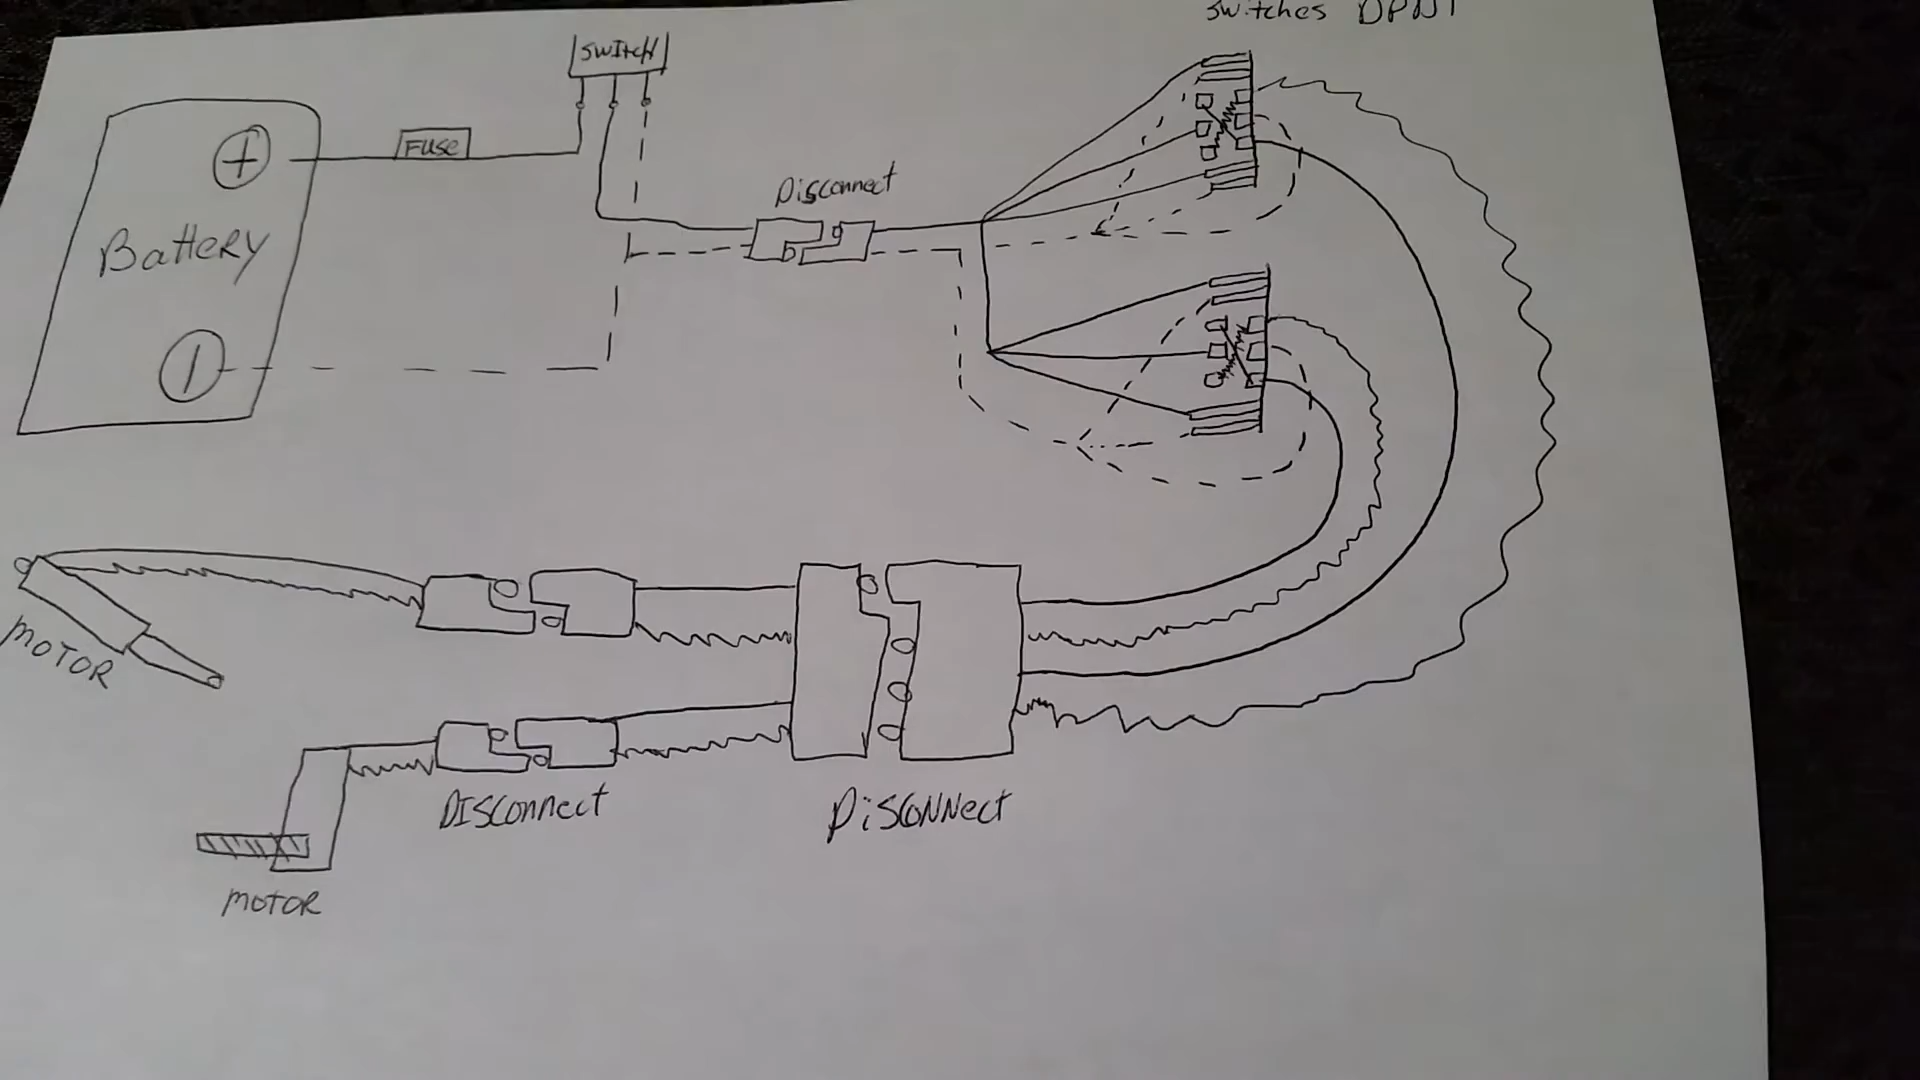 switches
SWItcH
FUSe
Battery
Disconnect
MOTOR
DISConnect
DiSCONNect
MOTOR